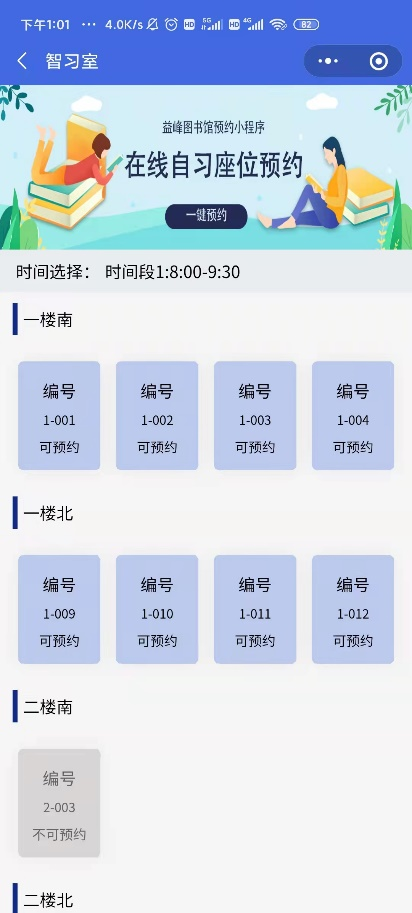 下午1:01 ··· 4.0K/s HD 5G HD 4G 82
智习室
益峰图书馆预约小程序
在线自习座位预约
一键预约
时间选择： 时间段1:8:00-9:30
一楼南
编号 编号 编号 编号
1-001 1-002 1-003 1-004
可预约 可预约 可预约 可预约
一楼北
编号 编号 编号 编号
1-009 1-010 1-011 1-012
可预约 可预约 可预约 可预约
二楼南
编号
2-003
不可预约
二楼北